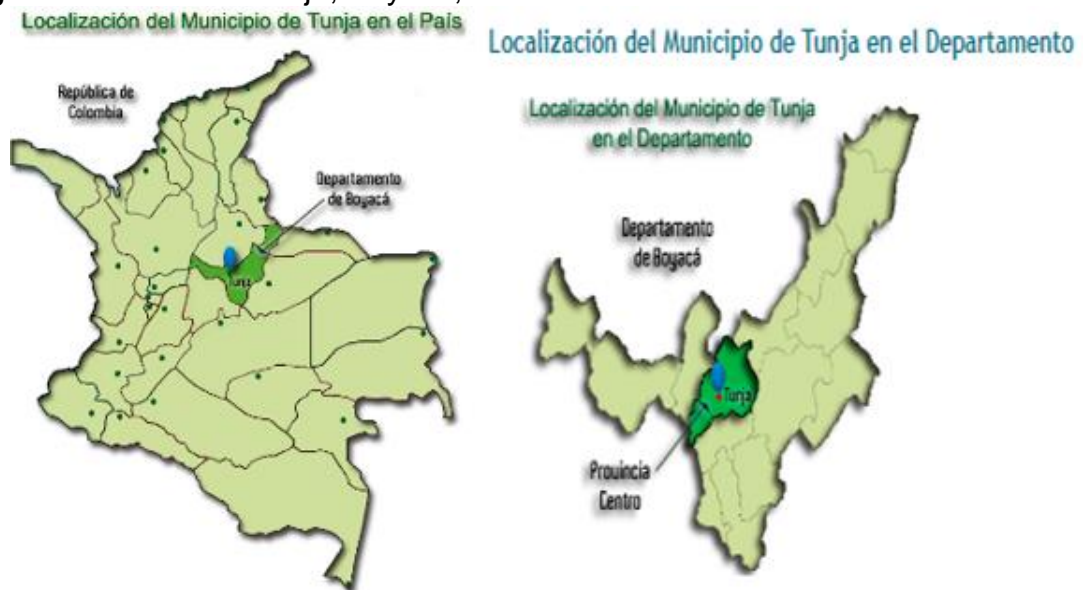 Localización del Municipio de Tunja en el País
República de
Colombia
Departamento
de Boyacá
Tunja
Localización del Municipio de Tunja en el Departamento
Localización del Municipio de Tunja
en el Departamento
Departamento
de Boyacá
Tunja
Provincia
Centro